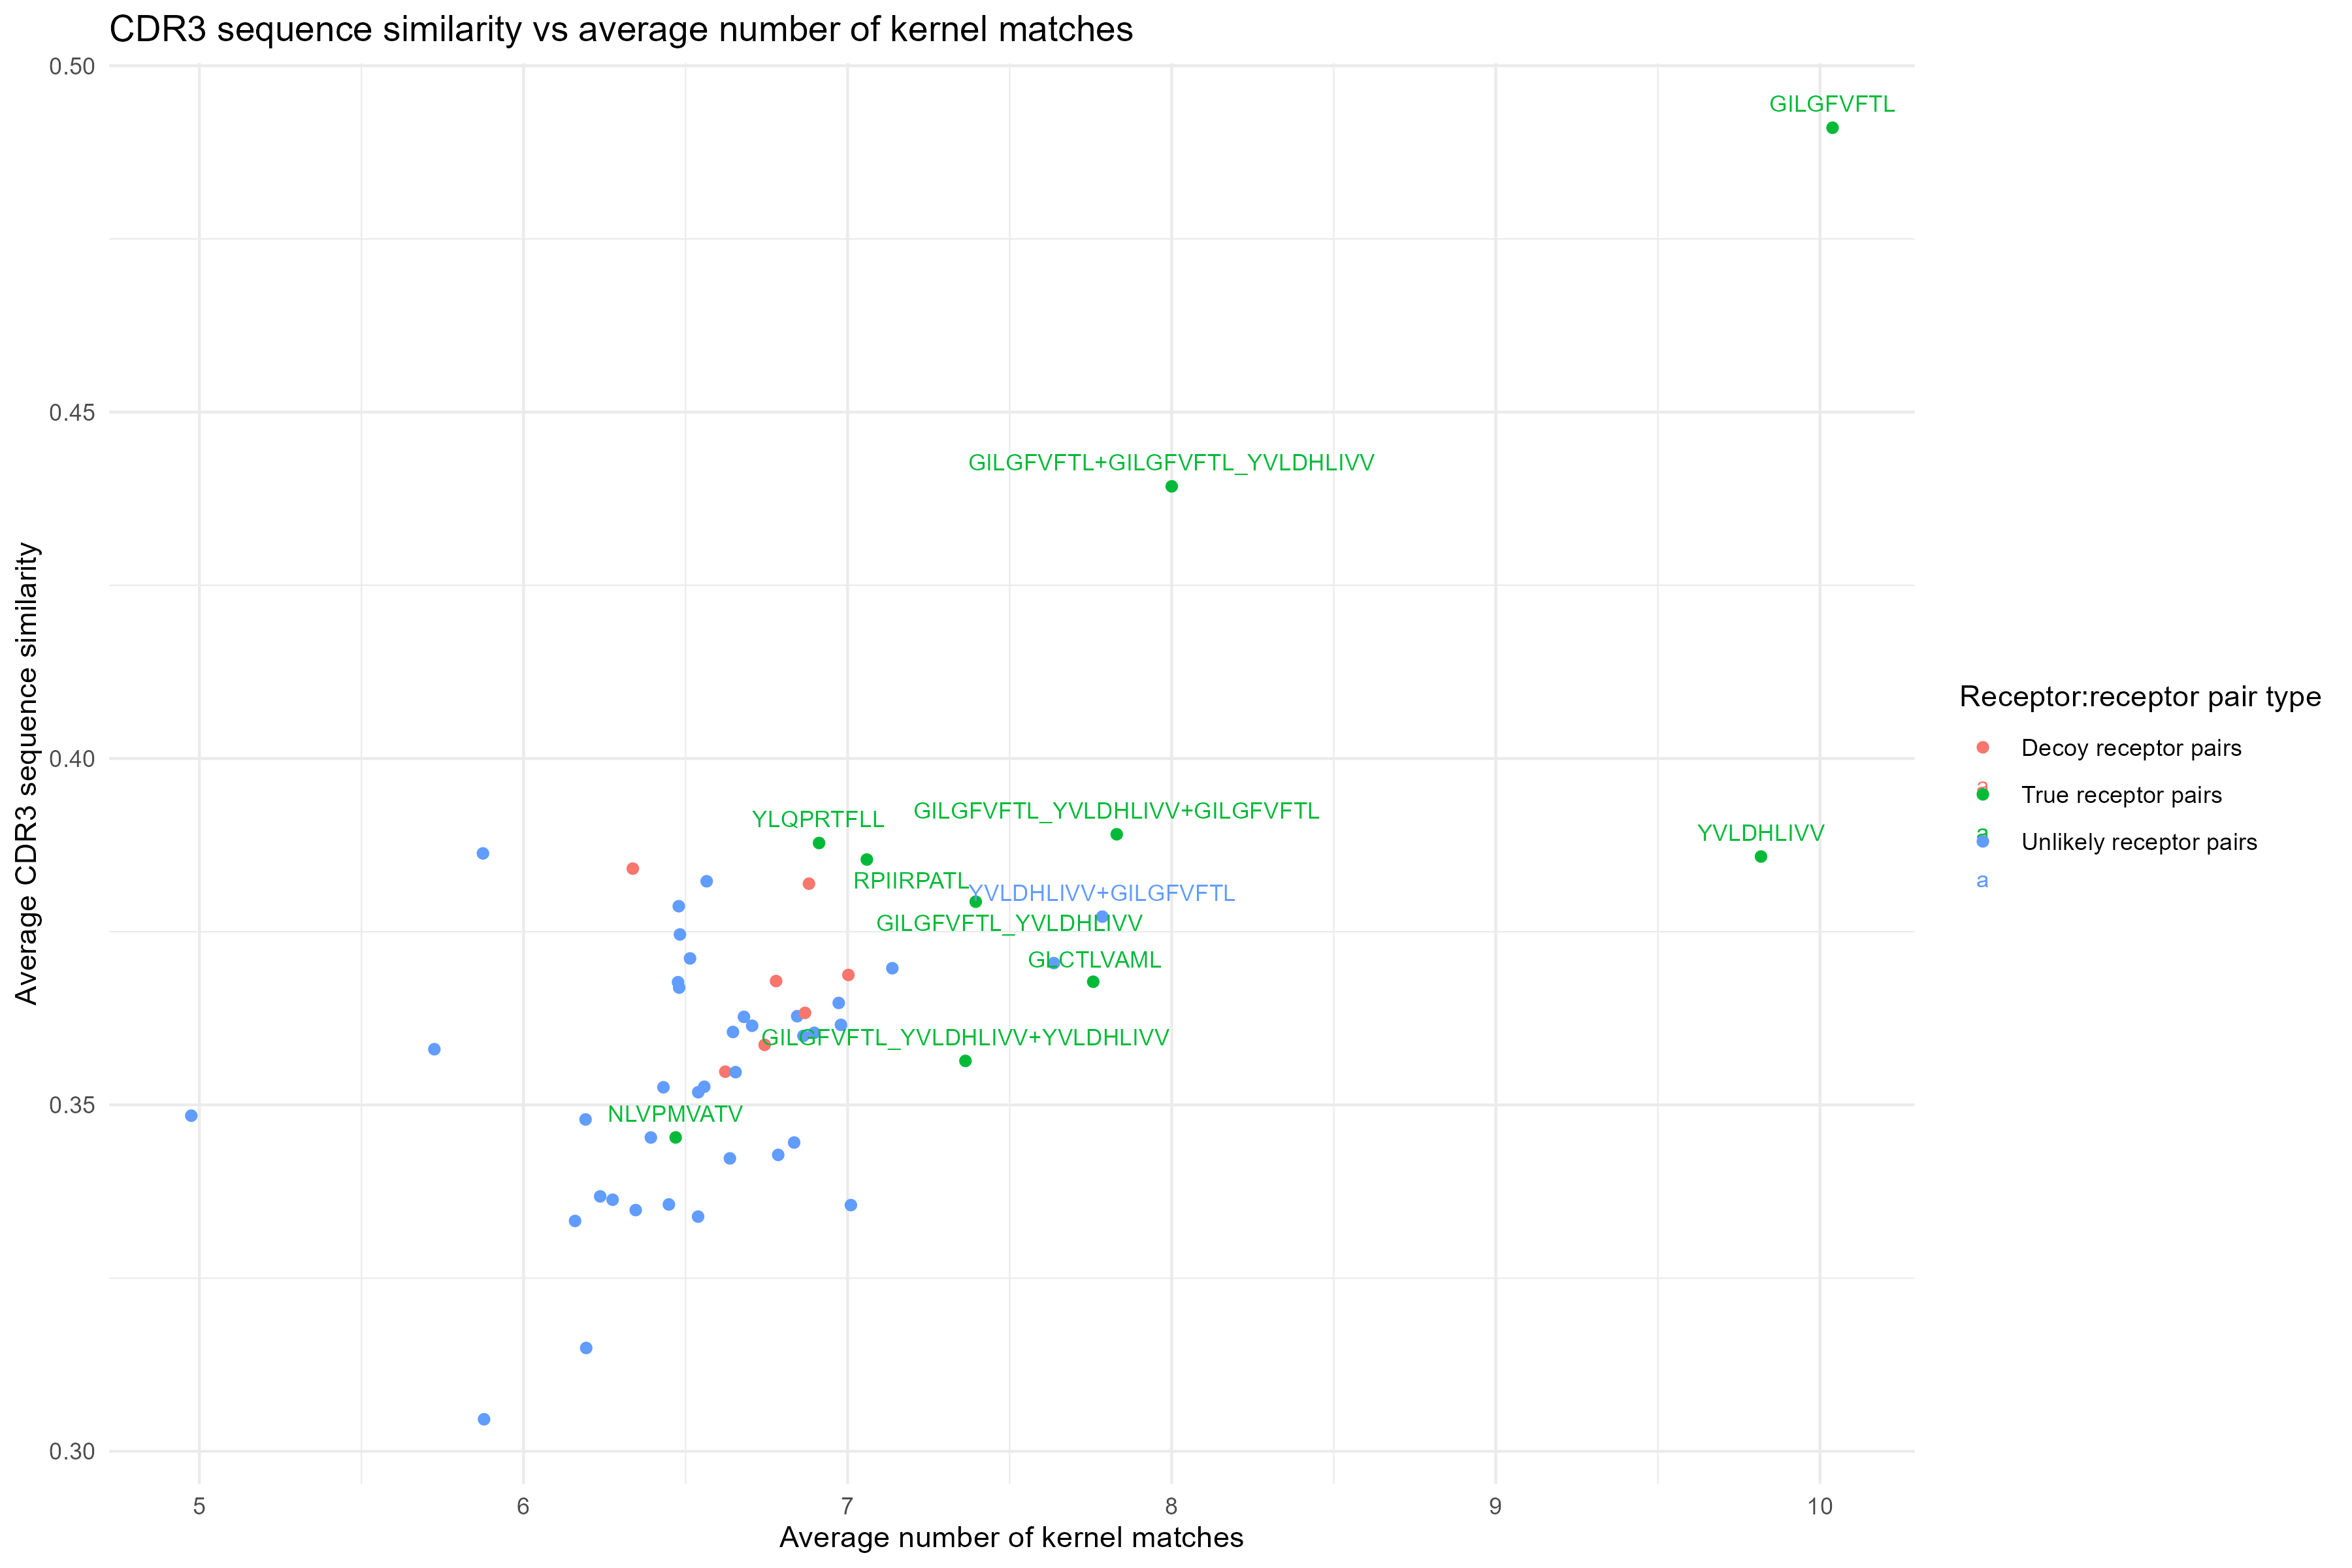 CDR3 sequence similarity vs average number of kernel matches
0.50
GILGFVFTL
0.45
GILGFVFTL+GILGFVFTL_YVLDHLIVV
Average CDR3 sequence similarity
0.40
YLQPRTFLL
GILGFVFTL_YVLDHLIVV+GILGFVFTL
YVLDHLIVV
RPIIRPATL
YVLDHLIVV+GILGFVFTL
GILGFVFTL_YVLDHLIVV
GLCTLVAML
GILGFVFTL_YVLDHLIVV+YVLDHLIVV
0.35
NLVPMVATV
0.30
5 6 7 8 9 10
Average number of kernel matches
Receptor:receptor pair type
Decoy receptor pairs
a
True receptor pairs
a
Unlikely receptor pairs
a